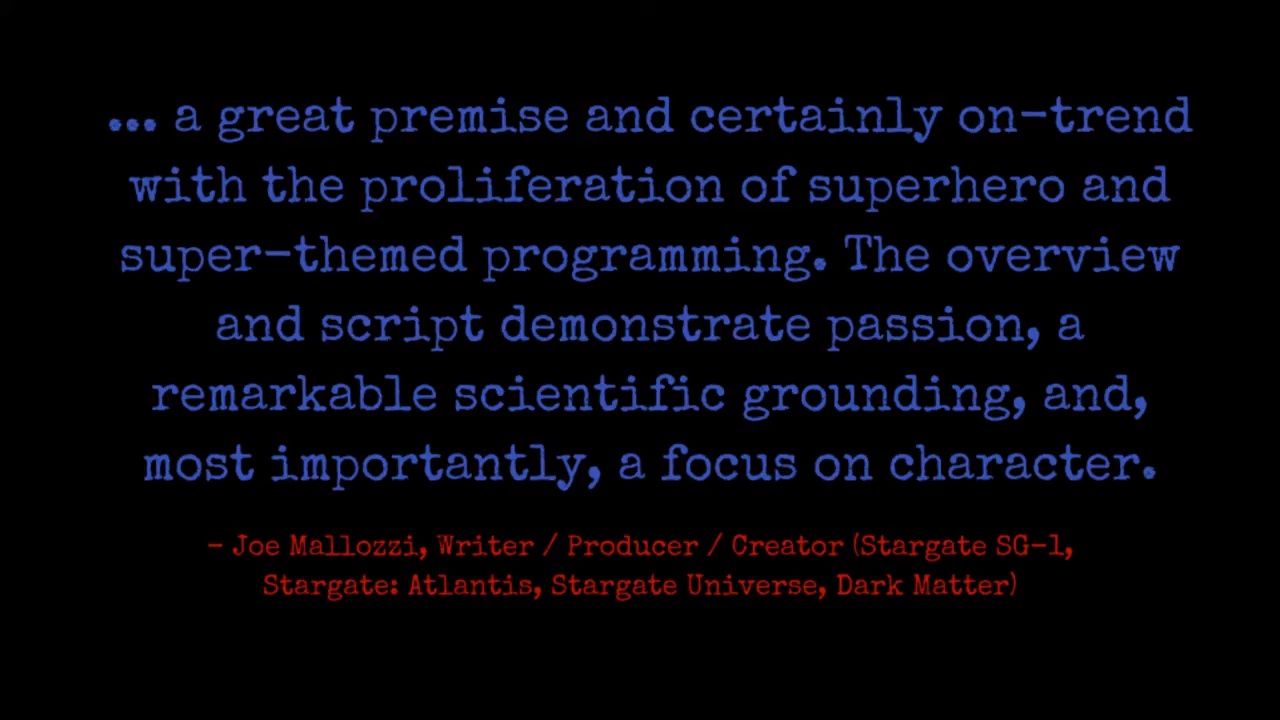 ... a great premise and certainly on-trend
with the proliferation of superhero and
super-themed programming. The overview
and script demonstrate passion, a
remarkable scientific grounding, and,
most importantly, a focus on character.
- Joe Mallozzi, Writer / Producer / Creator (Stargate SG-1,
Stargate: Atlantis, Stargate Universe, Dark Matter)